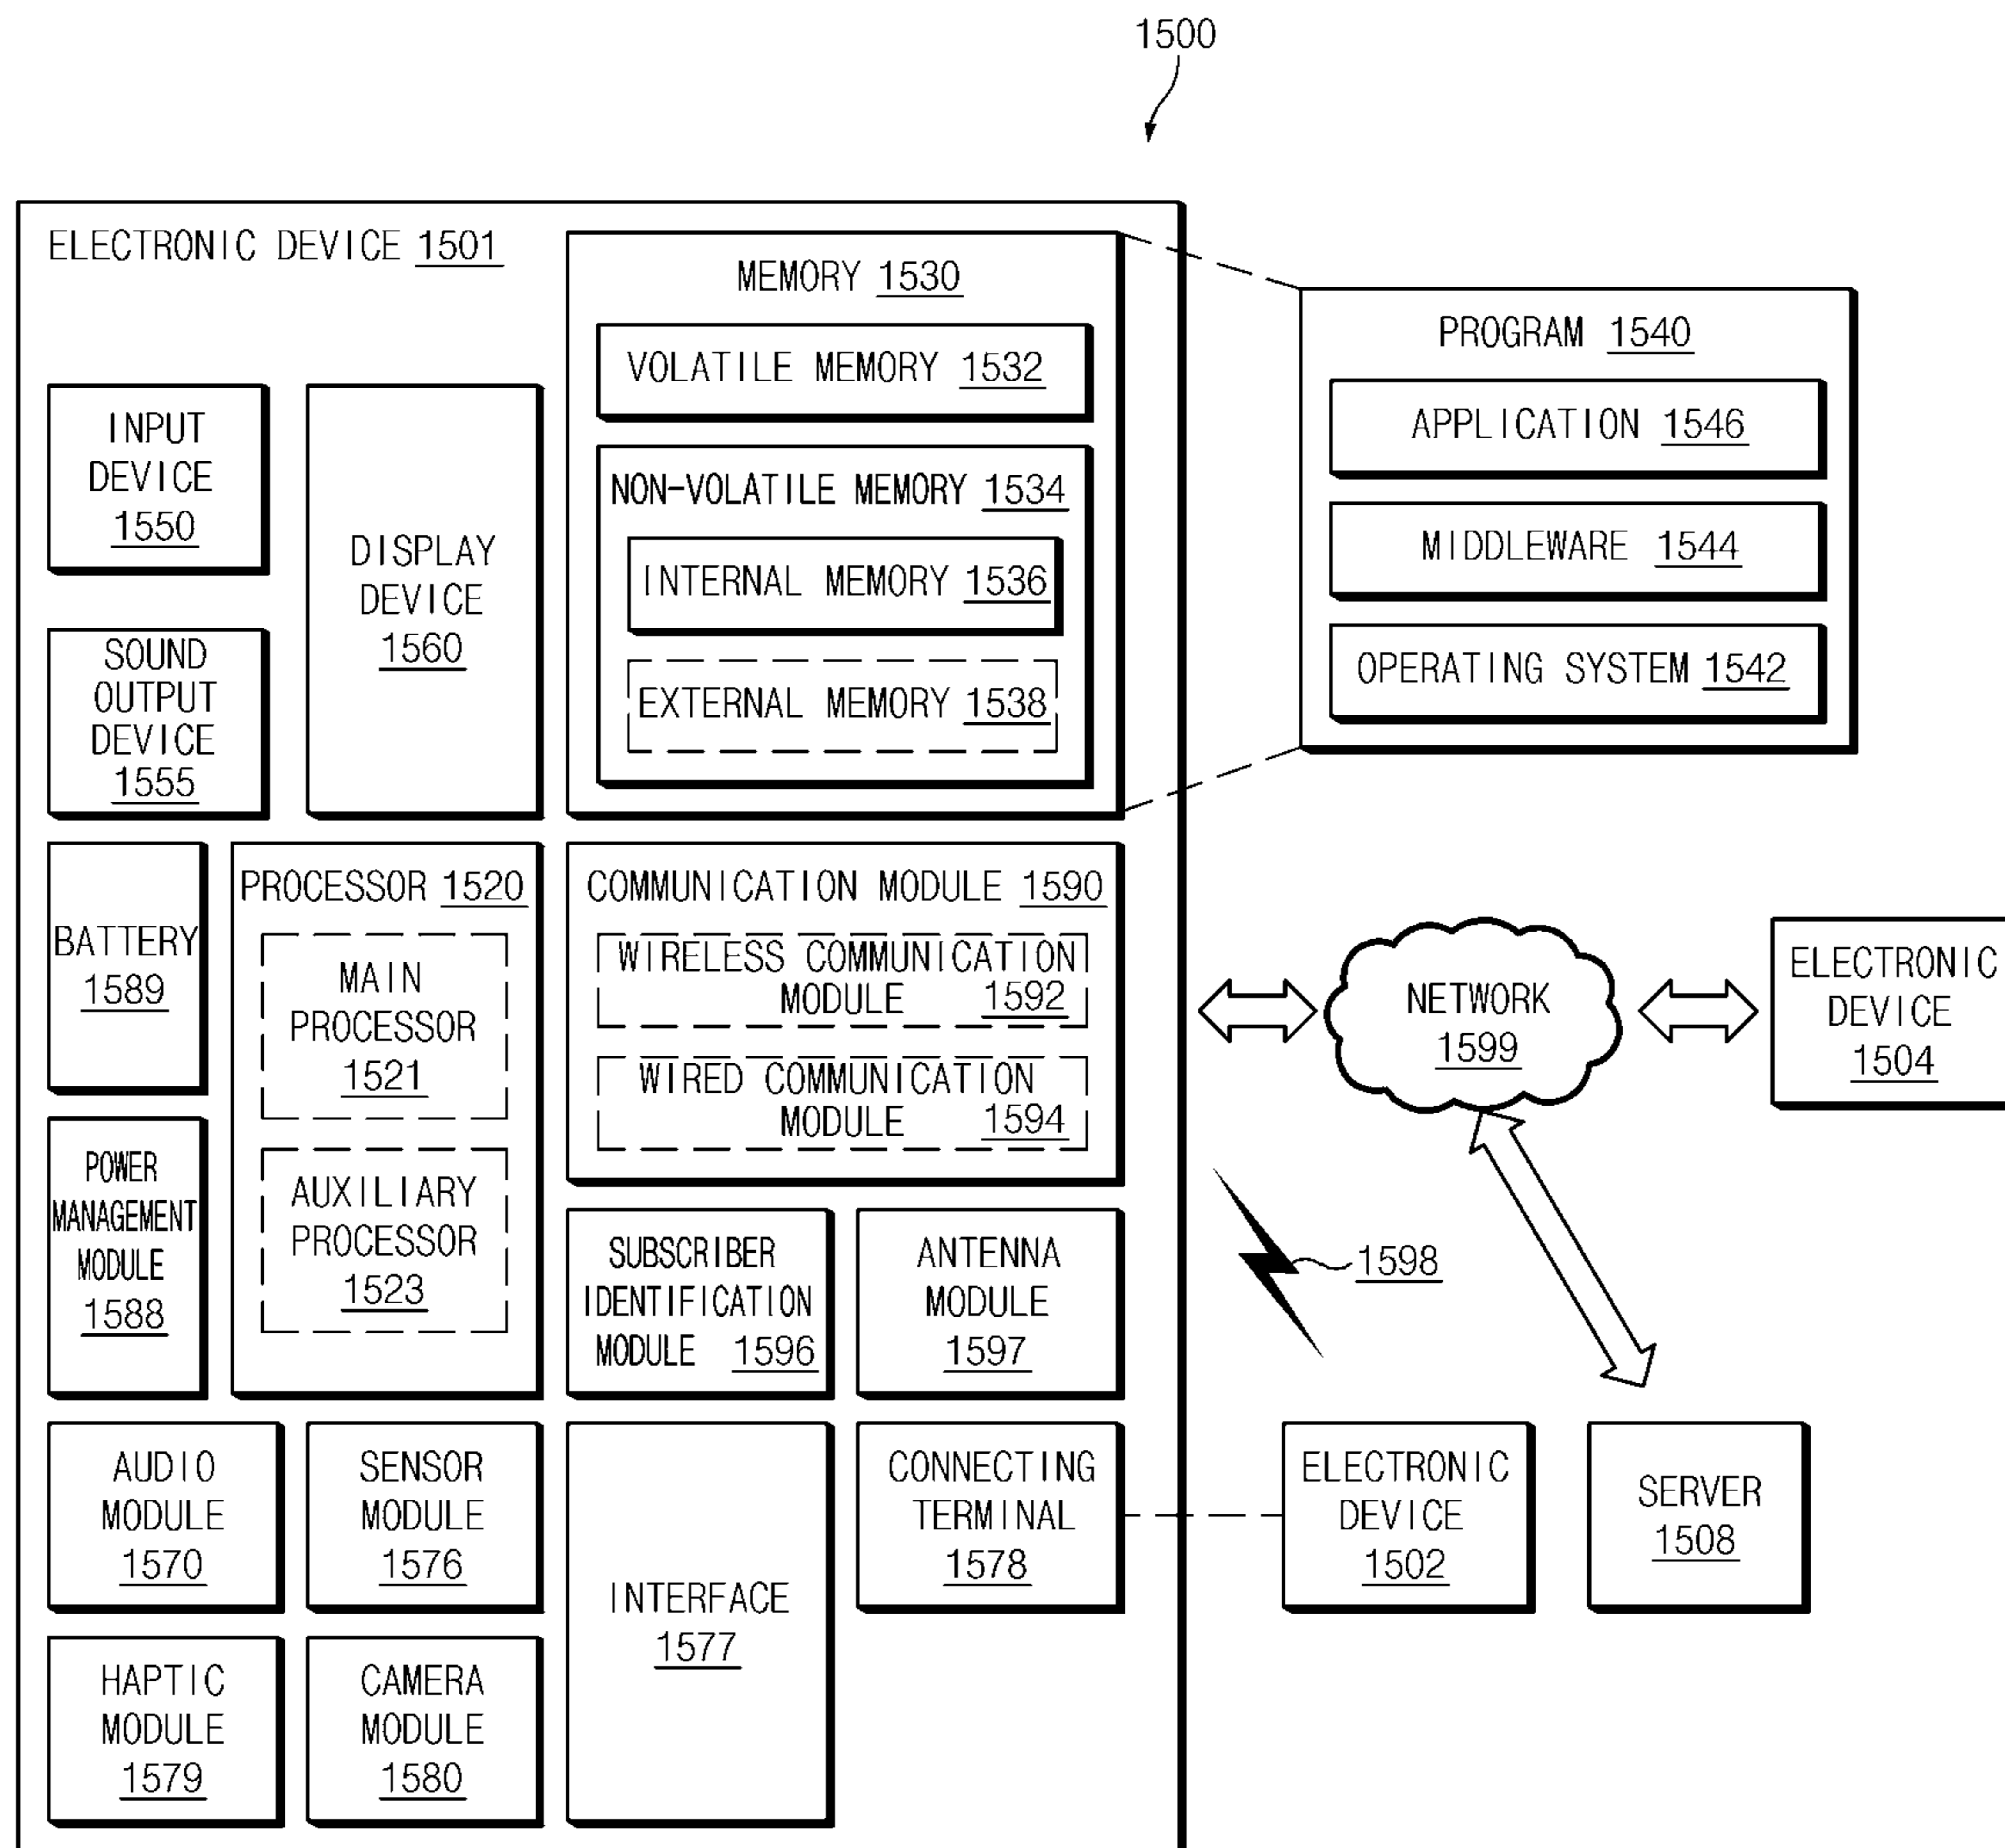 1500
ELECTRONIC DEVICE 1501
MEMORY 1530
VOLATILE MEMORY 1532
NON-VOLATILE MEMORY 1534
INTERNAL MEMORY 1536
EXTERNAL MEMORY 1538
PROGRAM 1540
APPLICATION 1546
MIDDLEWARE 1544
OPERATING SYSTEM 1542
INPUT
DEVICE
1550
DISPLAY
DEVICE
1560
SOUND
OUTPUT
DEVICE
1555
BATTERY
1589
PROCESSOR 1520
MAIN
PROCESSOR
1521
AUXILIARY
PROCESSOR
1523
POWER
MANAGEMENT
MODULE
1588
COMMUNICATION MODULE 1590
WIRELESS COMMUNICATION
MODULE 1592
WIRED COMMUNICATION
MODULE 1594
NETWORK
1599
ELECTRONIC
DEVICE
1504
SUBSCRIBER
IDENTIFICATION
MODULE 1596
ANTENNA
MODULE
1597
1598
AUDIO
MODULE
1570
SENSOR
MODULE
1576
INTERFACE
1577
CONNECTING
TERMINAL
1578
ELECTRONIC
DEVICE
1502
SERVER
1508
HAPTIC
MODULE
1579
CAMERA
MODULE
1580